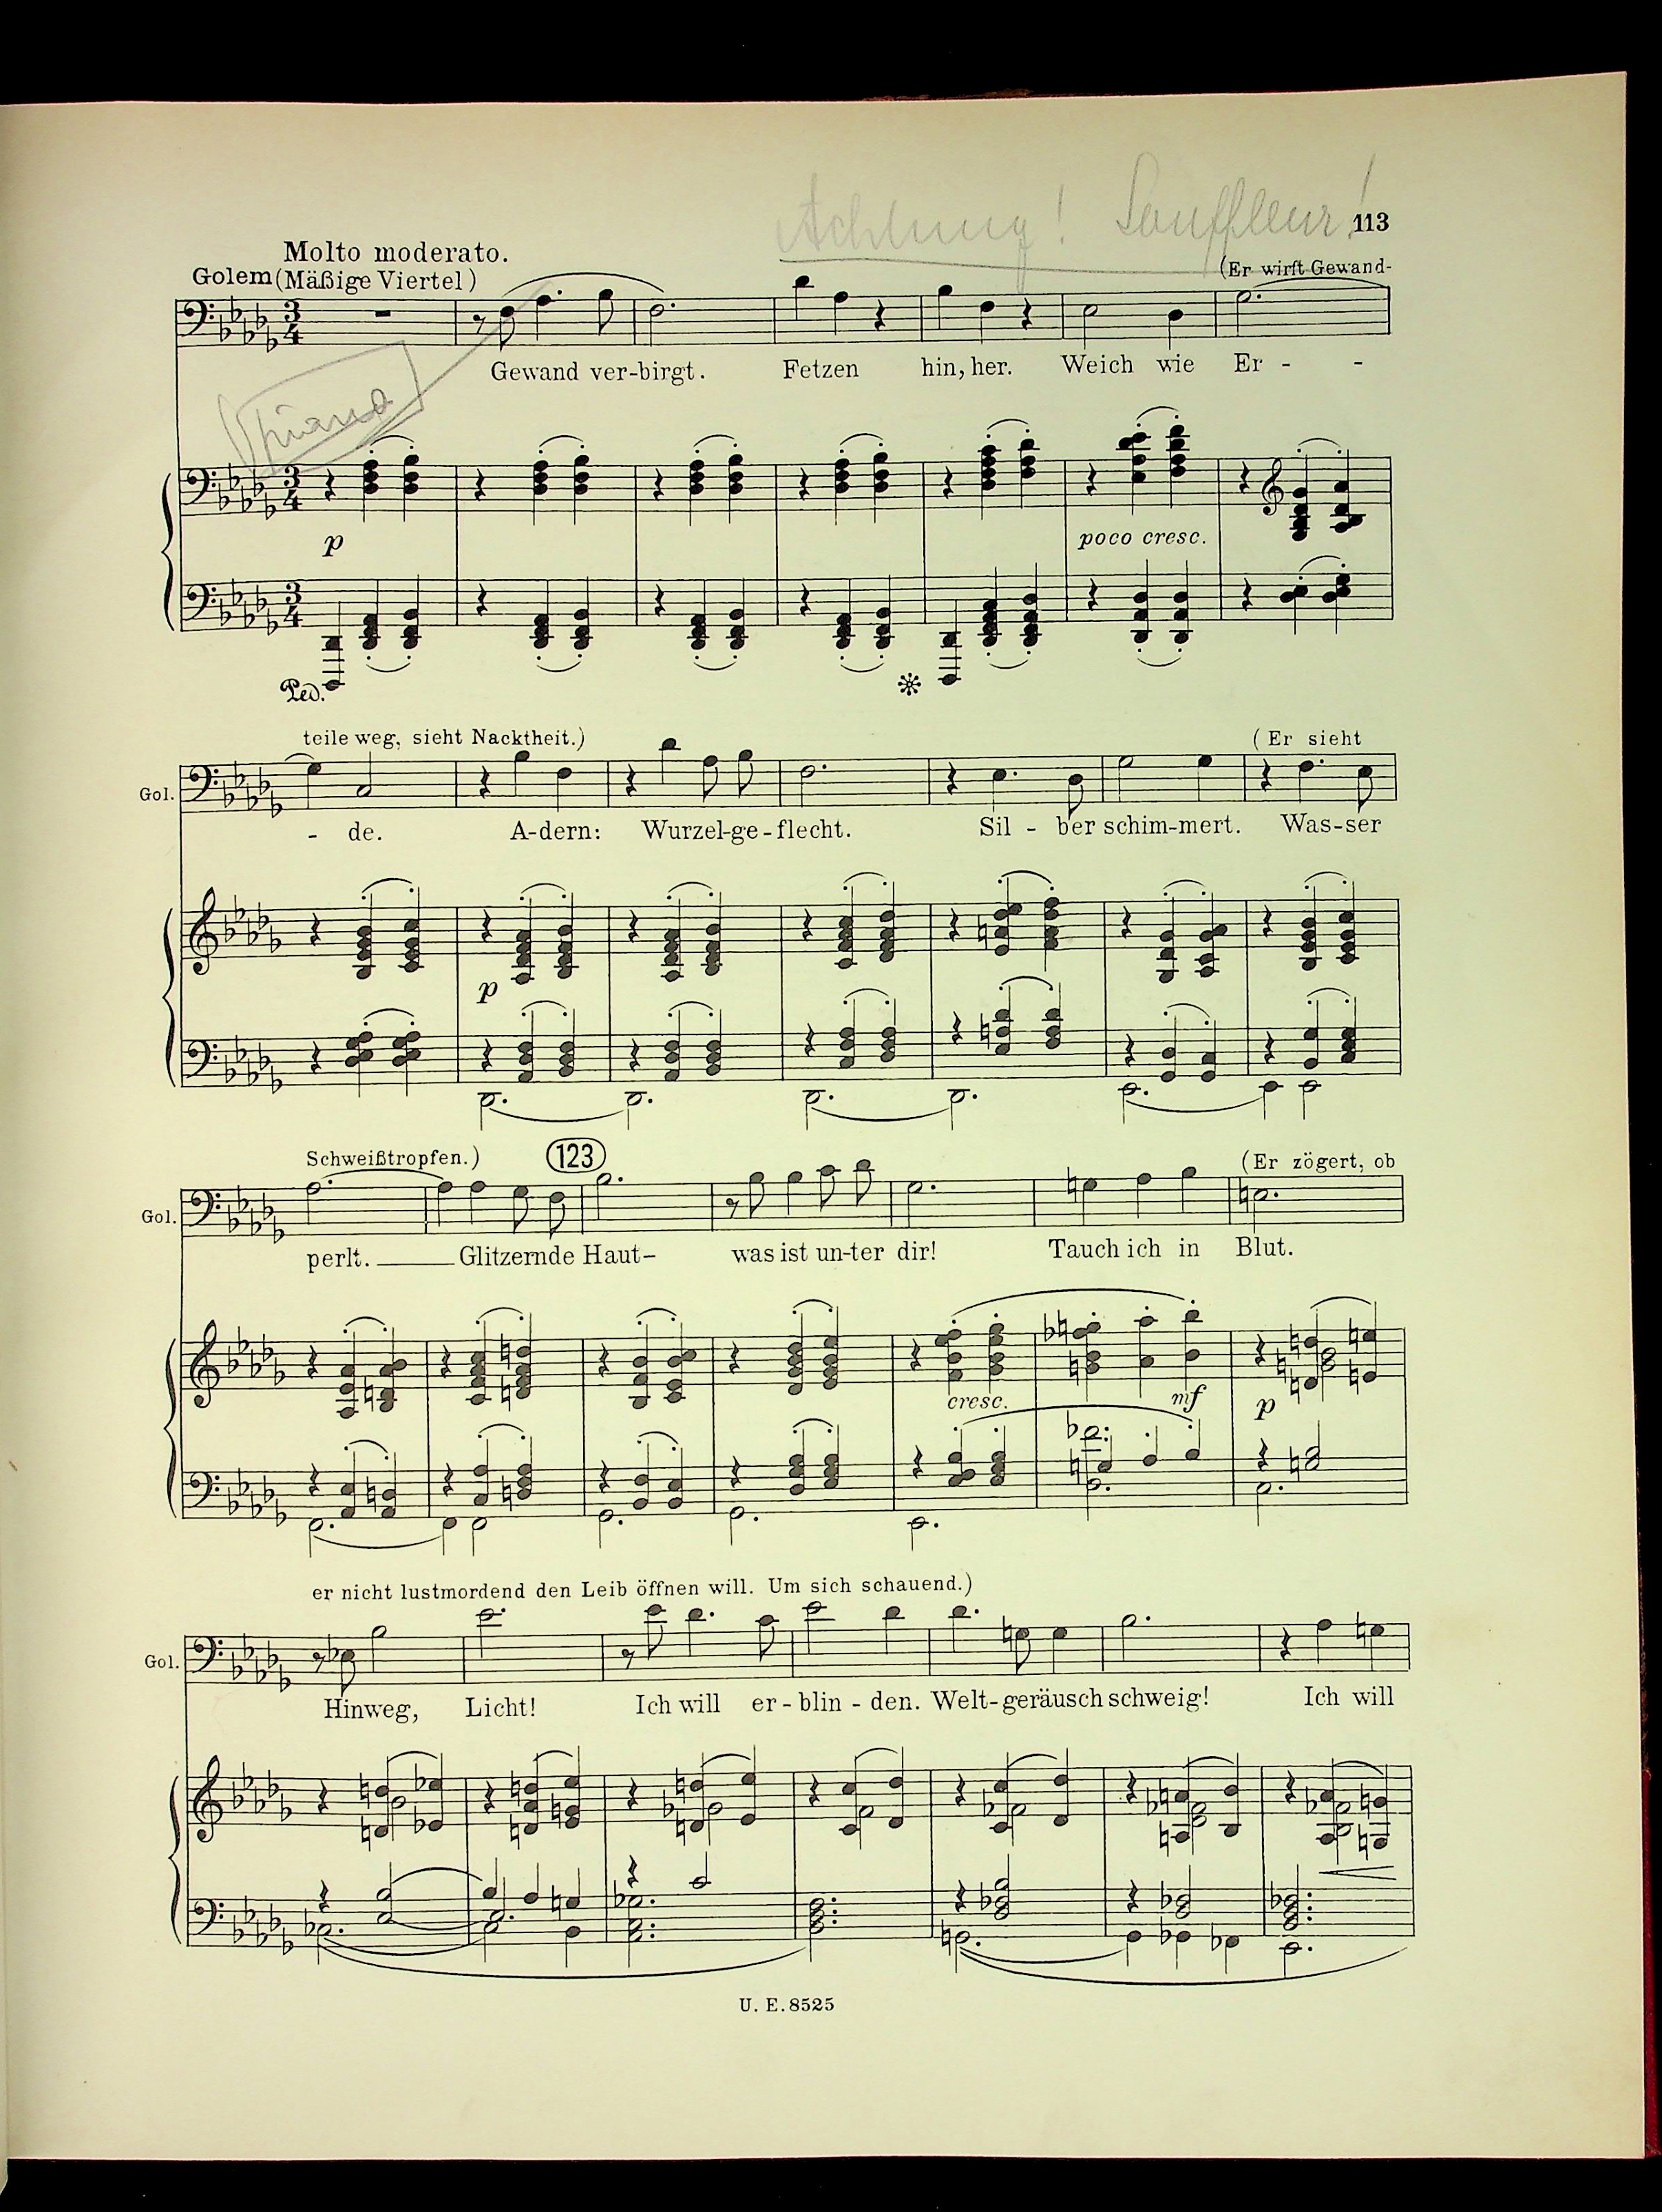 Achtung! Souffleur!
113
Molto moderato.
Golem (Mäßige Viertel)
(Er wirft Gewand-
Gewand ver-birgt. Fetzen hin, her. Weich wie Er - -
p
poco cresc.
Ped.
teile weg, sieht Nacktheit.)
(Er sieht
Gol.
- de. A-dern: Wurzel-ge-flecht. Sil - ber schim-mert. Was-ser
p
Schweißtropfen.)
123
(Er zögert, ob
Gol.
perlt. Glitzernde Haut- was ist un-ter dir! Tauch ich in Blut.
cresc.
mf
p
er nicht lustmordend den Leib öffnen will. Um sich schauend.)
Gol.
Hinweg, Licht! Ich will er-blin - den. Welt-geräusch schweig! Ich will
U. E. 8525